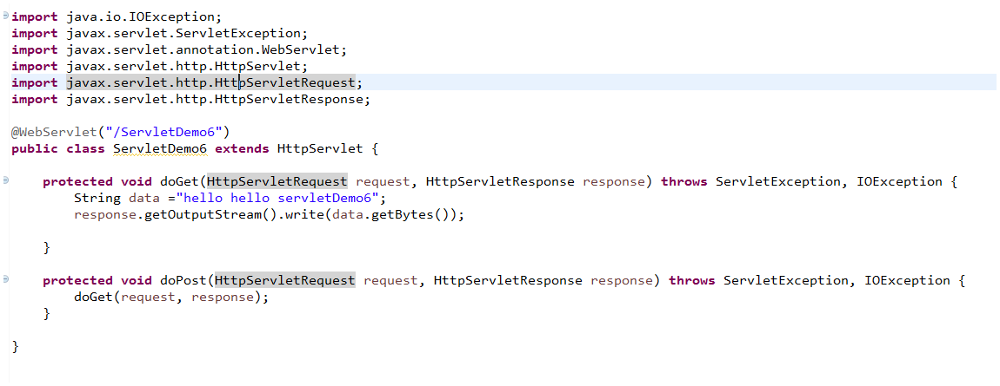 import java.io.IOException;
import javax.servlet.ServletException;
import javax.servlet.annotation.WebServlet;
import javax.servlet.http.HttpServlet;
import javax.servlet.http.HttpServletRequest;
import javax.servlet.http.HttpServletResponse;
@WebServlet("/ServletDemo6")
public class ServletDemo6 extends HttpServlet {
protected void doGet(HttpServletRequest request, HttpServletResponse response) throws ServletException, IOException {
String data ="hello hello servletDemo6";
response.getOutputStream().write(data.getBytes());
}
protected void doPost(HttpServletRequest request, HttpServletResponse response) throws ServletException, IOException {
doGet(request, response);
}
}